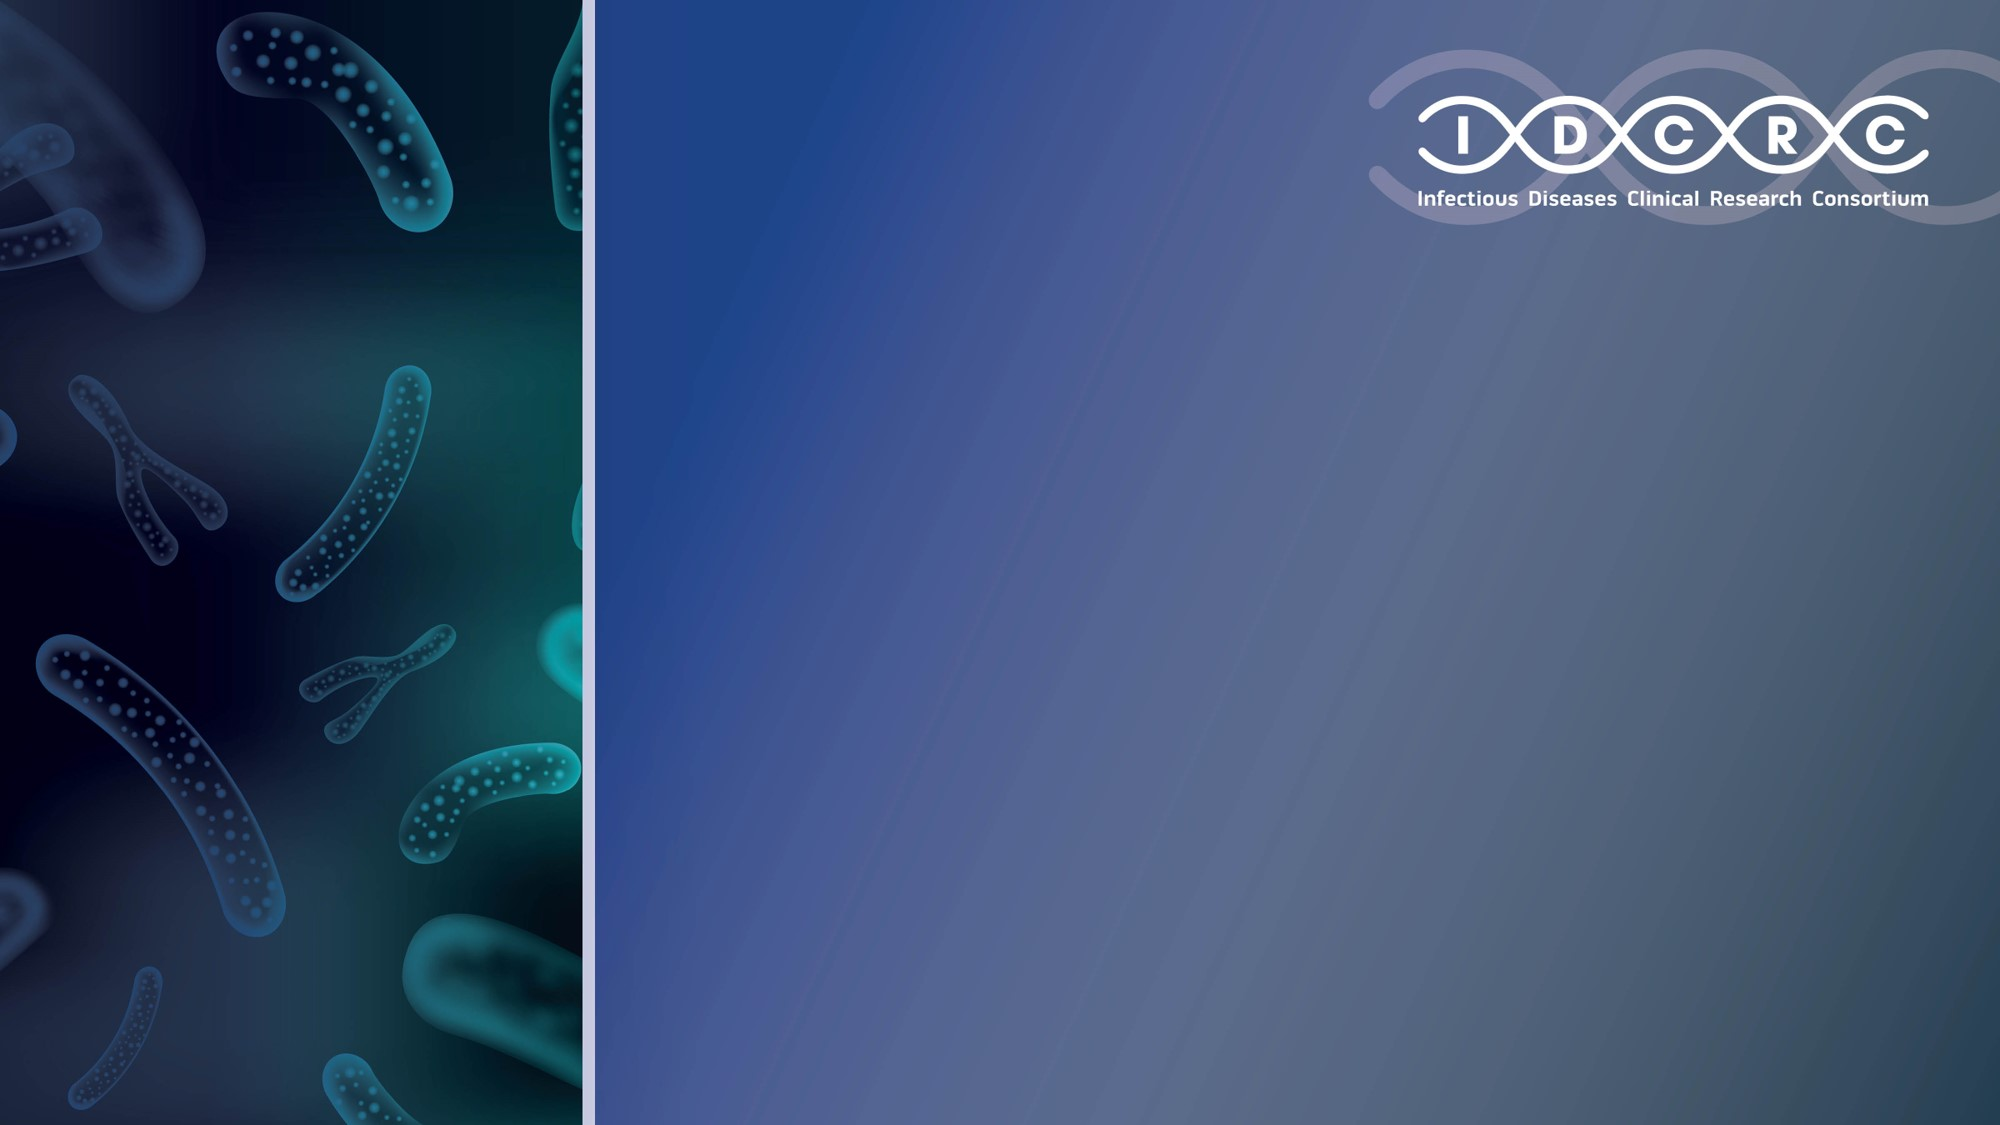 IDCRC
Infectious Diseases Clinical Research Consortium